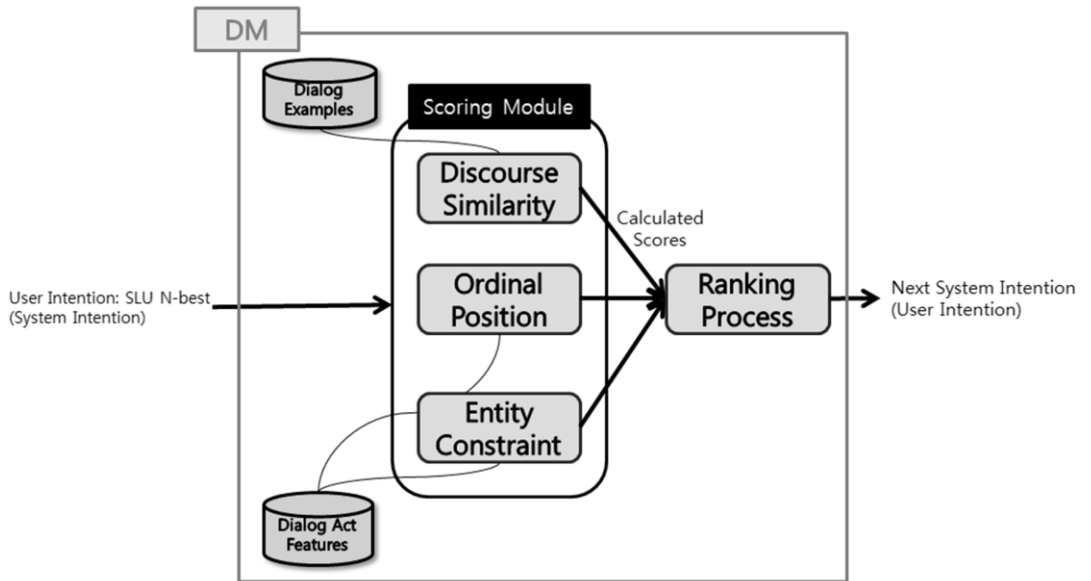 DM
Dialog
Examples
Scoring Module
Discourse
Similarity
Calculated
Scores
User Intention: SLU N-best
(System Intention)
Ordinal
Position
Ranking
Process
Next System Intention
(User Intention)
Entity
Constraint
Dialog Act
Features